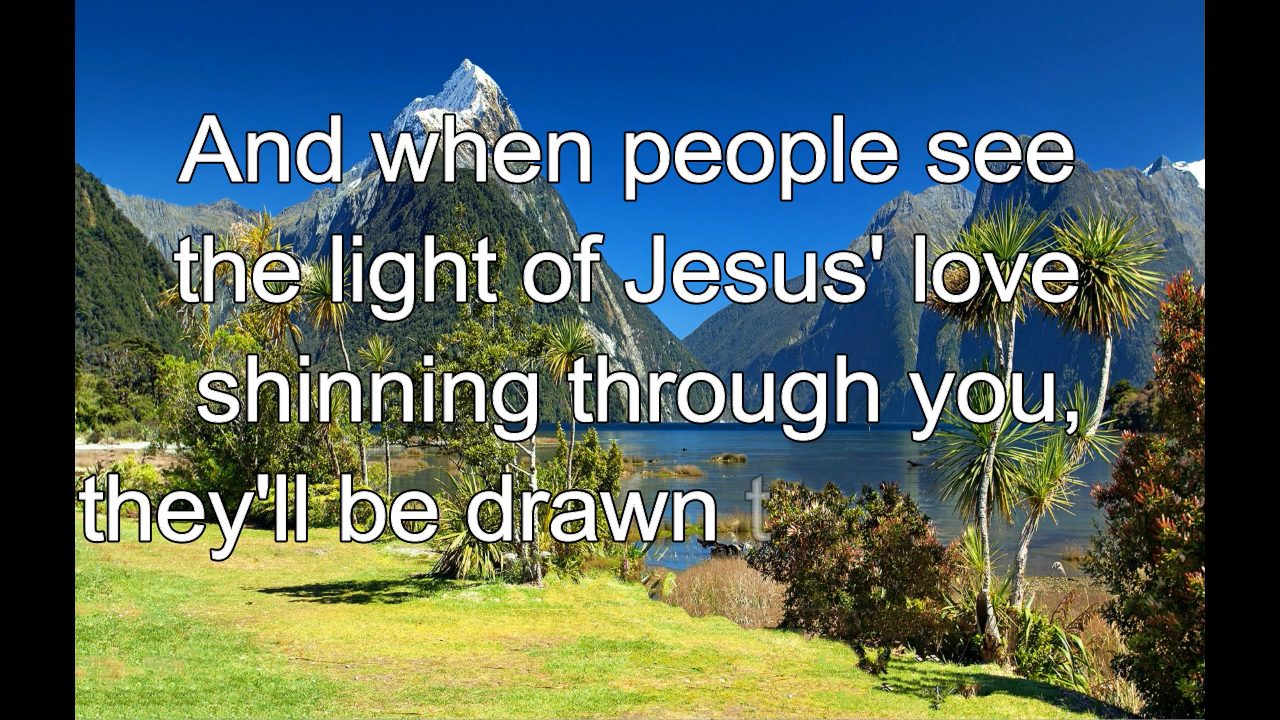 And when people see
the light of Jesus' love
shinning through you,
they'll be drawn t